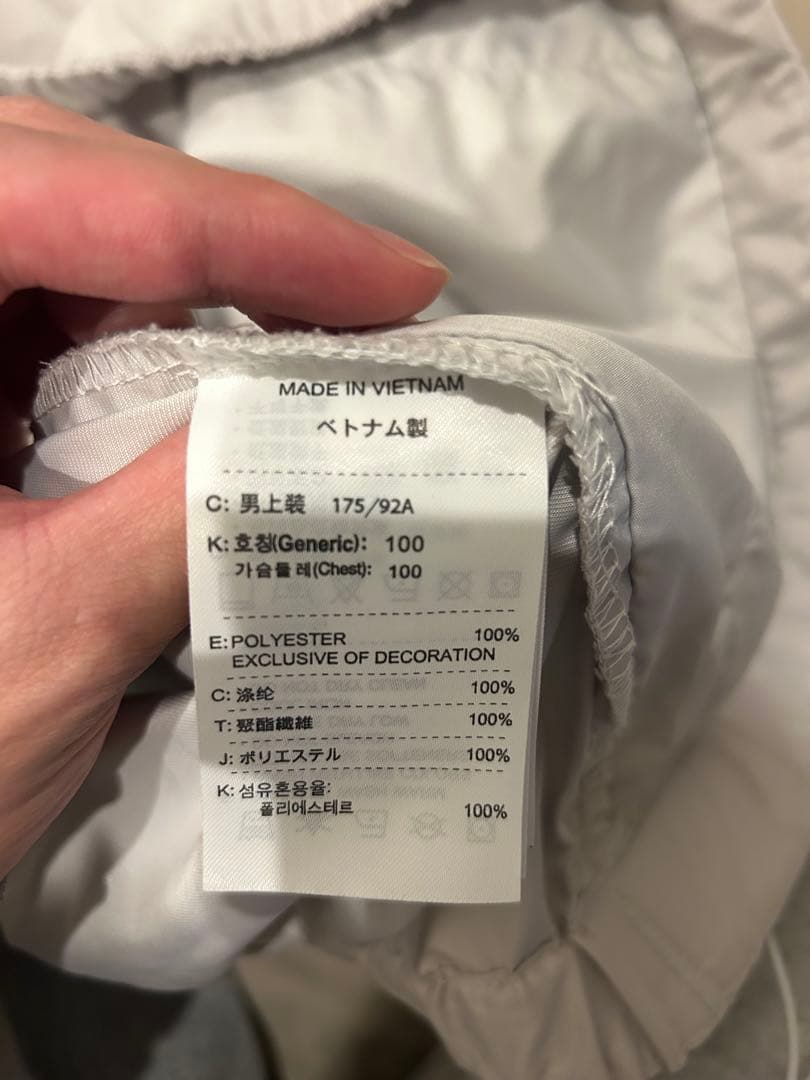 MADE IN VIETNAM
ベトナム製
C: 男上装 175/92A
K: 호칭(Generic): 100
가슴둘레(Chest): 100
E: POLYESTER 100%
EXCLUSIVE OF DECORATION
C: 涤纶 100%
T: 聚酯纖維 100%
J: ポリエステル 100%
K: 섬유혼용율:
폴리에스테르 100%